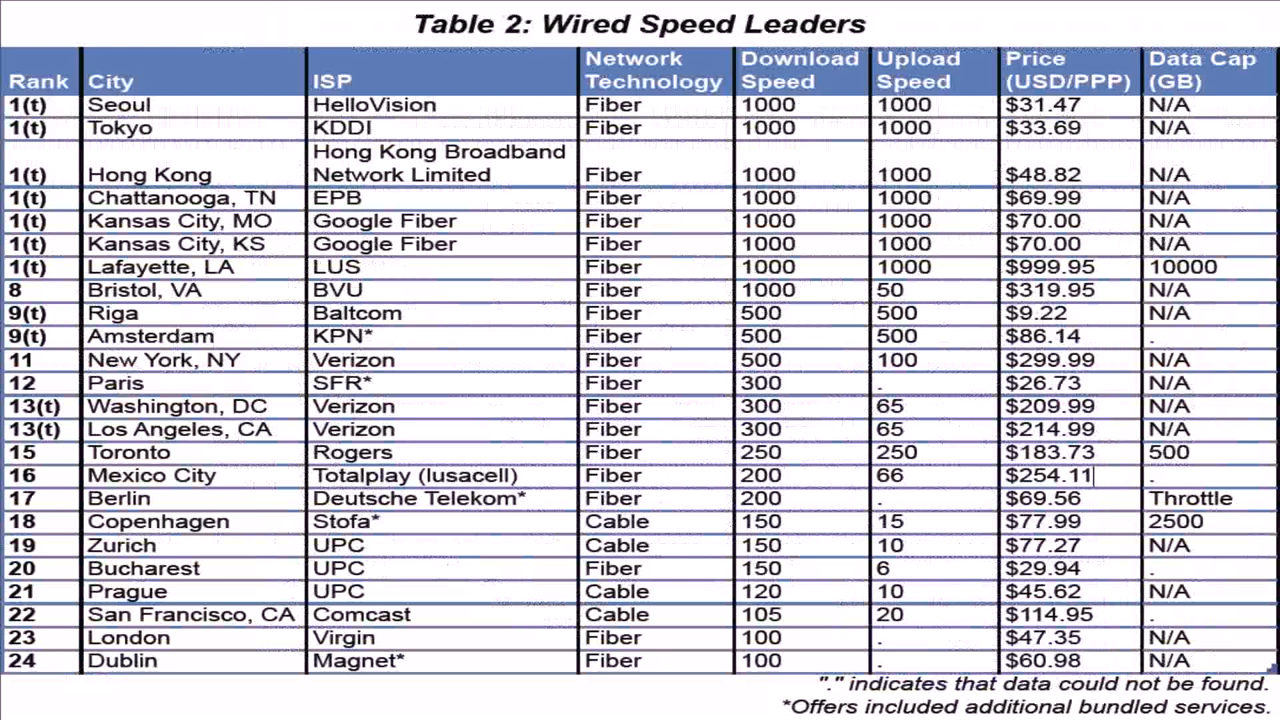 Table 2: Wired Speed Leaders
Rank City ISP Network Technology Download Speed Upload Speed Price (USD/PPP) Data Cap (GB)
1(t) Seoul HelloVision Fiber 1000 1000 $31.47 N/A
1(t) Tokyo KDDI Fiber 1000 1000 $33.69 N/A
1(t) Hong Kong Hong Kong Broadband Network Limited Fiber 1000 1000 $48.82 N/A
1(t) Chattanooga, TN EPB Fiber 1000 1000 $69.99 N/A
1(t) Kansas City, MO Google Fiber Fiber 1000 1000 $70.00 N/A
1(t) Kansas City, KS Google Fiber Fiber 1000 1000 $70.00 N/A
1(t) Lafayette, LA LUS Fiber 1000 1000 $999.95 10000
8 Bristol, VA BVU Fiber 1000 50 $319.95 N/A
9(t) Riga Baltcom Fiber 500 500 $9.22 N/A
9(t) Amsterdam KPN* Fiber 500 500 $86.14 .
11 New York, NY Verizon Fiber 500 100 $299.99 N/A
12 Paris SFR* Fiber 300 . $26.73 N/A
13(t) Washington, DC Verizon Fiber 300 65 $209.99 N/A
13(t) Los Angeles, CA Verizon Fiber 300 65 $214.99 N/A
15 Toronto Rogers Fiber 250 250 $183.73 500
16 Mexico City Totalplay (Iusacell) Fiber 200 66 $254.11 .
17 Berlin Deutsche Telekom* Fiber 200 . $69.56 Throttle
18 Copenhagen Stofa* Cable 150 15 $77.99 2500
19 Zurich UPC Cable 150 10 $77.27 N/A
20 Bucharest UPC Fiber 150 6 $29.94 .
21 Prague UPC Cable 120 10 $45.62 N/A
22 San Francisco, CA Comcast Cable 105 20 $114.95 .
23 London Virgin Fiber 100 . $47.35 N/A
24 Dublin Magnet* Fiber 100 . $60.98 N/A
"." indicates that data could not be found.
*Offers included additional bundled services.